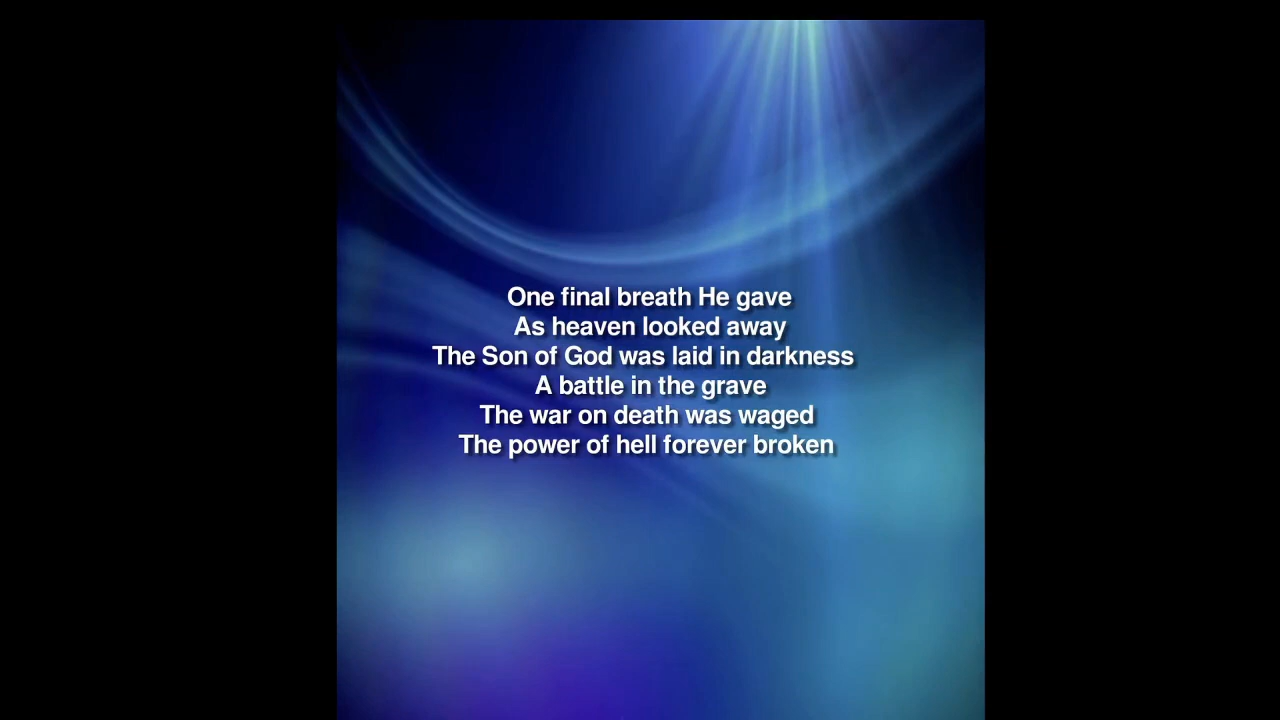 One final breath He gave
As heaven looked away
The Son of God was laid in darkness
A battle in the grave
The war on death was waged
The power of hell forever broken